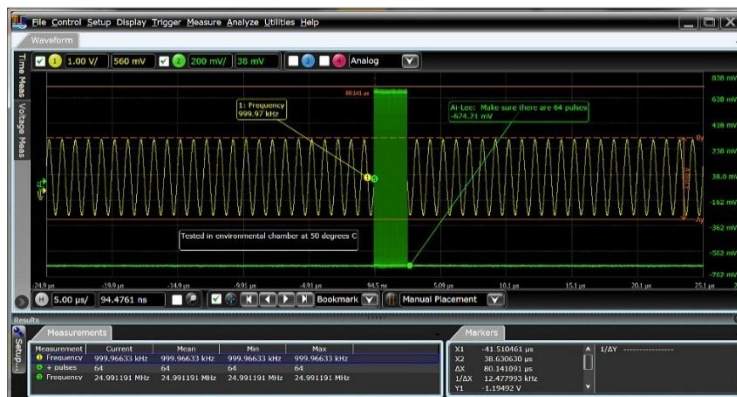 File Control Setup Display Trigger Measure Analyze Utilities Help
Waveform
1 1.00 V/ 560 mV 2 200 mV/ 38 mV 3 4 Analog
Time Meas
Voltage Meas
838 mV
638 mV
438 mV
238 mV
38.0 mV
-162 mV
-362 mV
-562 mV
-762 mV
80.141 µs
1: Frequency
999.97 kHz
Ai-Lee: Make sure there are 64 pulses
-674.21 mV
Tested in environmental chamber at 50 degrees C
-24.9 µs -19.9 µs -14.9 µs -9.91 µs -4.91 µs 94.5 ns 5.09 µs 10.1 µs 15.1 µs 20.1 µs 25.1 µs
H 5.00 µs/ 94.4761 ns Bookmark Manual Placement
Results
Setup...
Measurements
Measurement Current Mean Min Max
1 Frequency 999.96633 kHz 999.96633 kHz 999.96633 kHz 999.96633 kHz
+ pulses 64 64 64 64
Frequency 24.991191 MHz 24.991191 MHz 24.991191 MHz 24.991191 MHz
Markers
X1 -41.510461 µs
X2 38.630630 µs
ΔX 80.141091 µs
1/ΔX 12.477993 kHz
Y1 -1.19492 V
1/ΔY ---------------